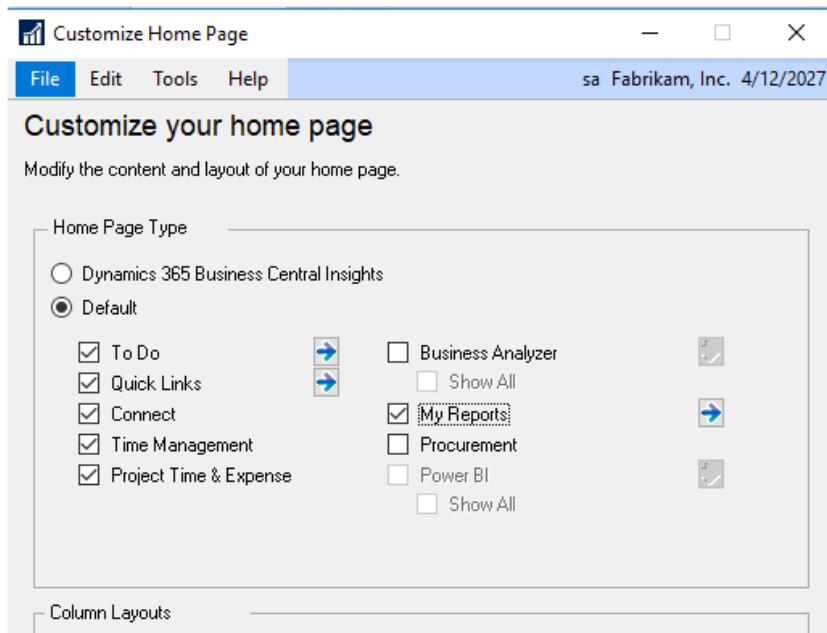 Customize Home Page
File Edit Tools Help sa Fabrikam, Inc. 4/12/2027
Customize your home page
Modify the content and layout of your home page.
Home Page Type
Dynamics 365 Business Central Insights
Default
To Do
Quick Links
Connect
Time Management
Project Time & Expense
Business Analyzer
Show All
My Reports
Procurement
Power BI
Show All
Column Layouts